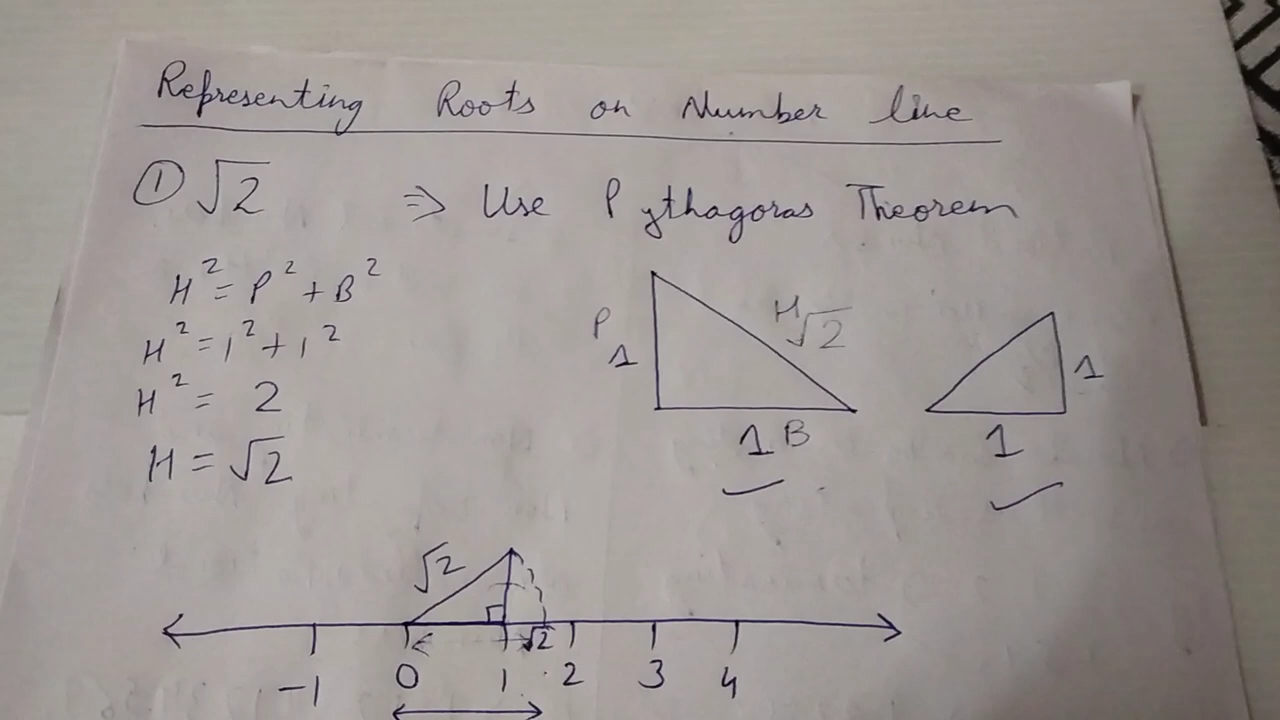 Representing Roots on Number line
① √2 ⇒ Use Pythagoras Theorem
H² = P² + B²
H² = 1² + 1²
H² = 2
H = √2
P
1
H √2
1 B
1
1
√2
√2
-1 0 1 2 3 4